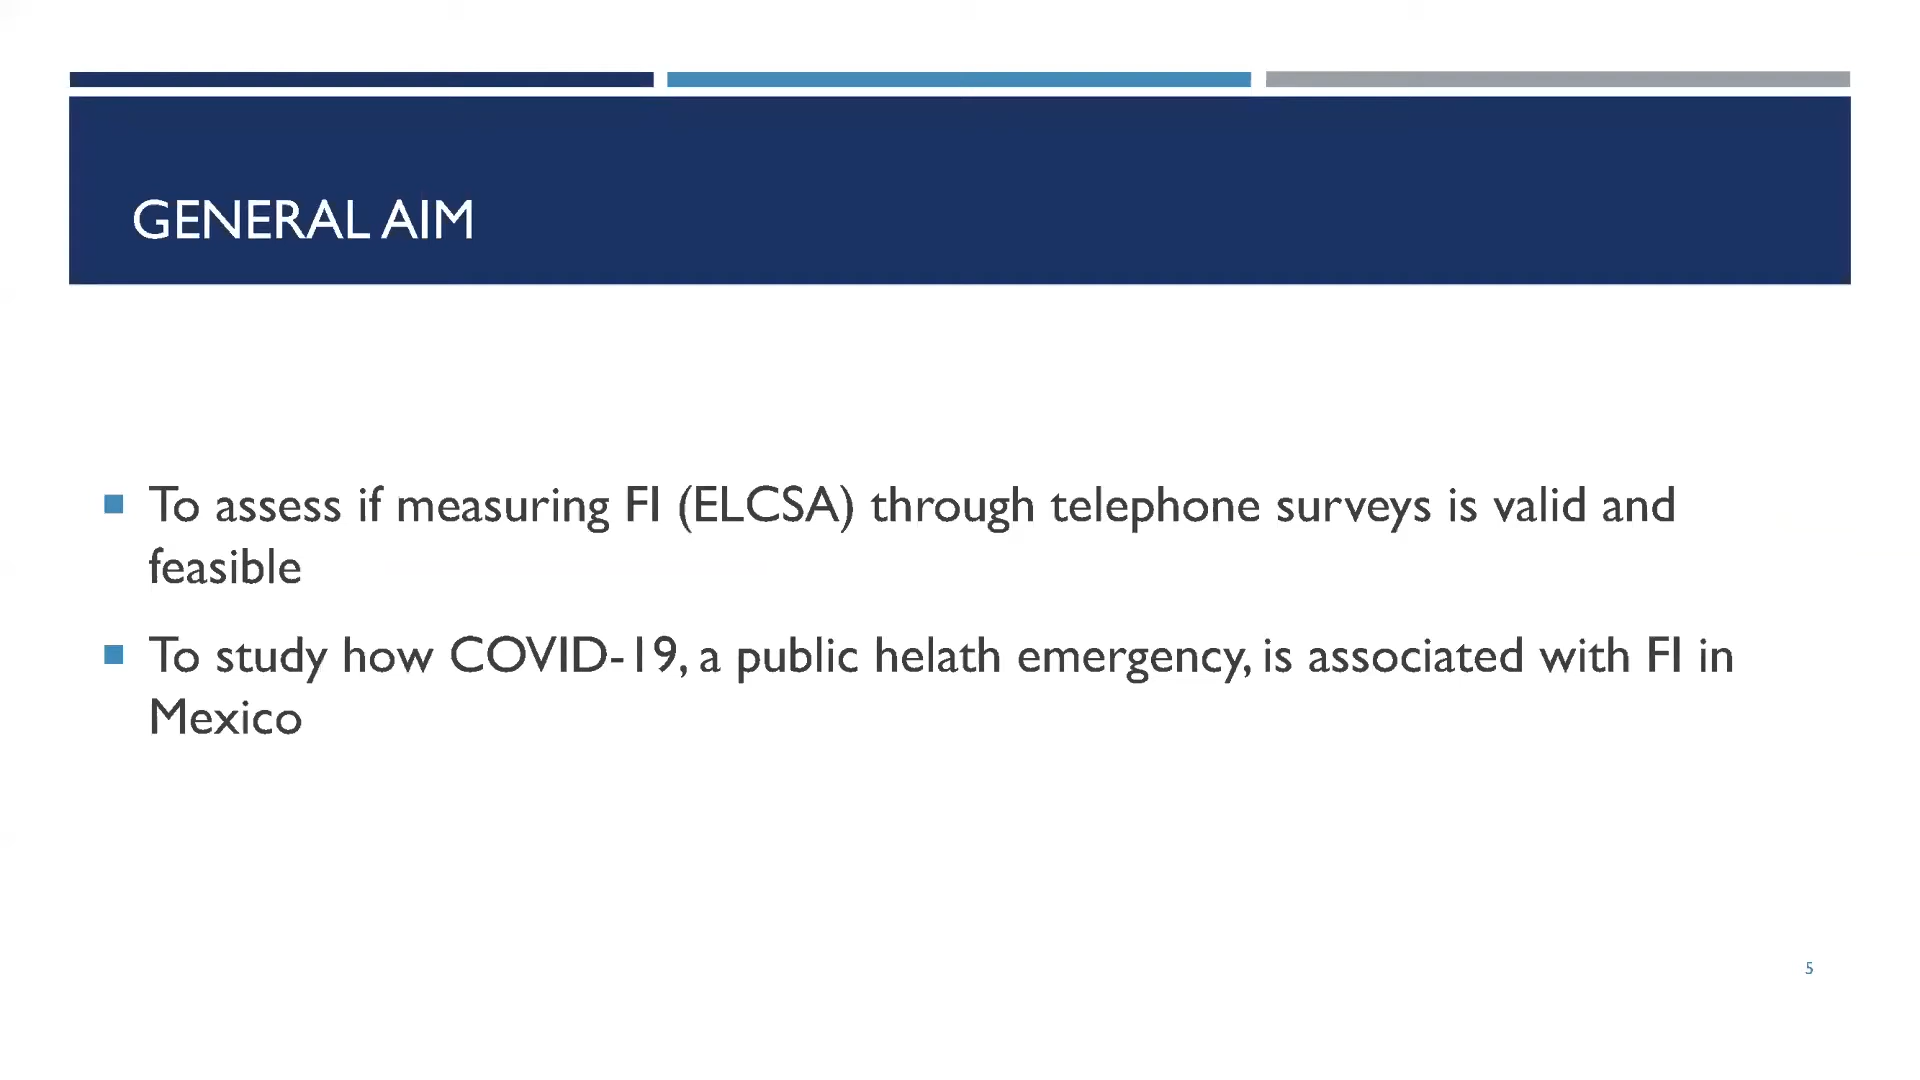 GENERAL AIM
To assess if measuring FI (ELCSA) through telephone surveys is valid and
feasible
To study how COVID-19, a public helath emergency, is associated with FI in
Mexico
5